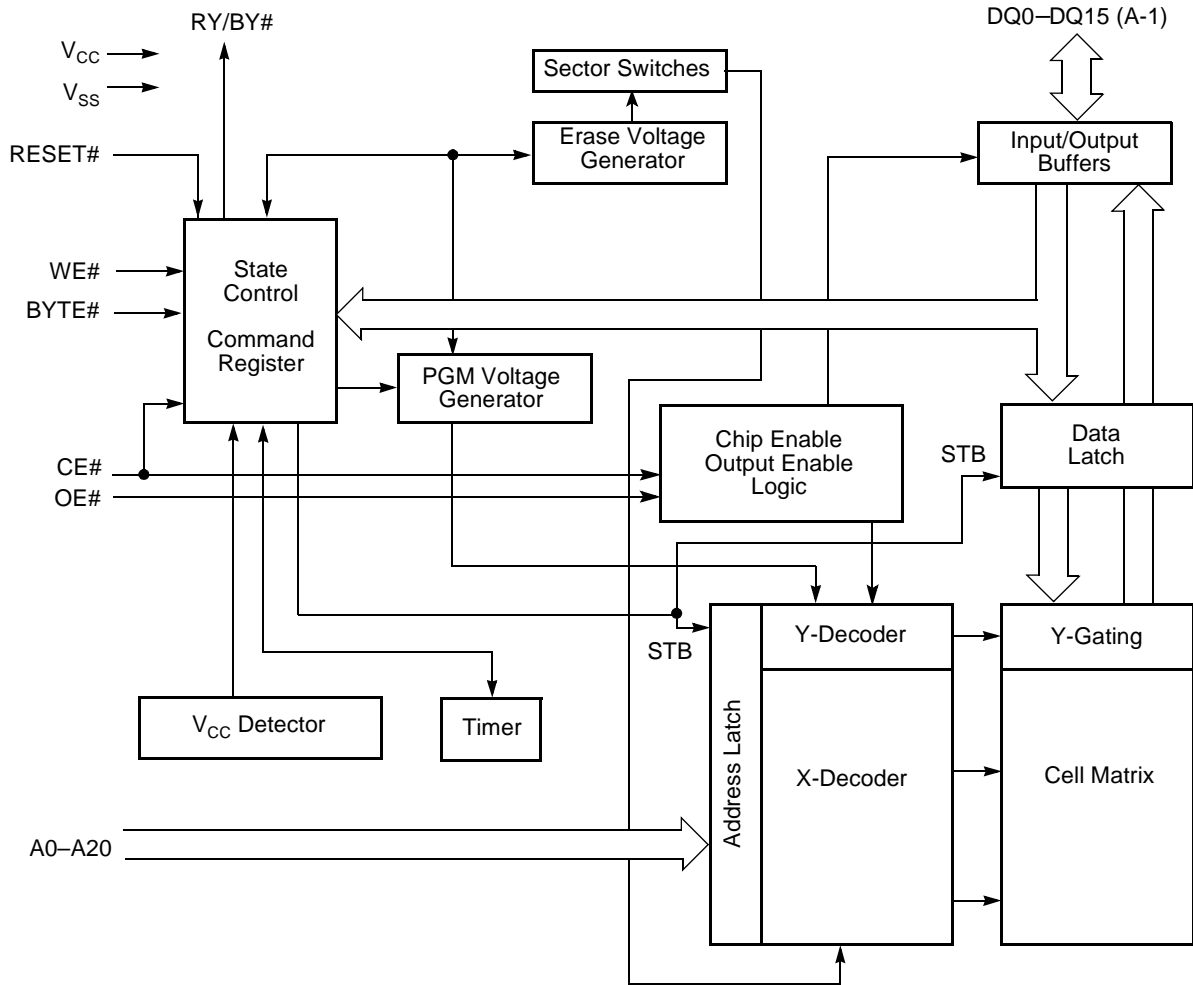 RY/BY#
DQ0–DQ15 (A-1)
VCC
VSS
Sector Switches
Erase Voltage
Generator
Input/Output
Buffers
RESET#
WE#
BYTE#
State
Control
Command
Register
PGM Voltage
Generator
Chip Enable
Output Enable
Logic
Data
Latch
STB
CE#
OE#
STB
Y-Decoder
Y-Gating
VCC Detector
Timer
Address Latch
X-Decoder
Cell Matrix
A0–A20